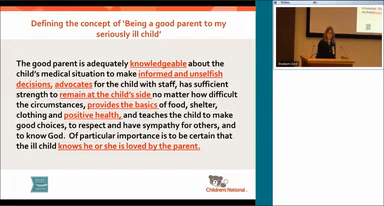 Defining the concept of 'Being a good parent to my
seriously ill child'
The good parent is adequately knowledgeable about
the child's medical situation to make informed and unselfish
decisions, advocates for the child with staff, has sufficient
strength to remain at the child's side no matter how difficult
the circumstances, provides the basics of food, shelter,
clothing and positive health, and teaches the child to make
good choices, to respect and have sympathy for others, and
to know God. Of particular importance is to be certain that
the ill child knows he or she is loved by the parent.
Children's National